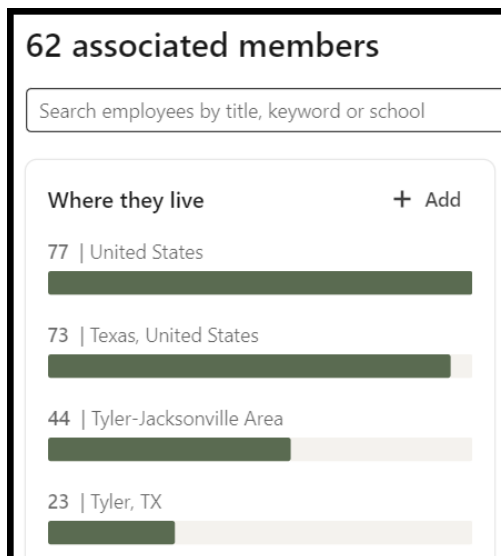 62 associated members
Search employees by title, keyword or school
Where they live + Add
77 | United States
73 | Texas, United States
44 | Tyler-Jacksonville Area
23 | Tyler, TX